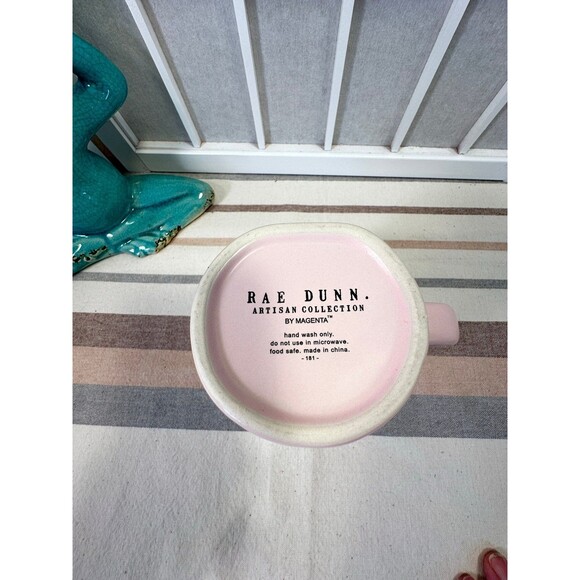 RAE DUNN.
ARTISAN COLLECTION
BY MAGENTA™
hand wash only.
do not use in microwave.
food safe. made in china.
- 181 -